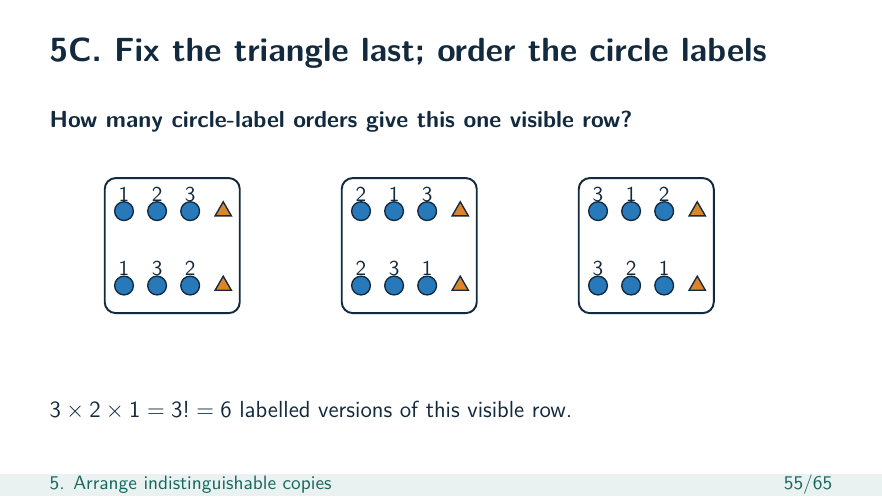 5C. Fix the triangle last; order the circle labels
How many circle-label orders give this one visible row?
1 2 3
1 3 2
2 1 3
2 3 1
3 1 2
3 2 1
3 × 2 × 1 = 3! = 6 labelled versions of this visible row.
5. Arrange indistinguishable copies
55/65